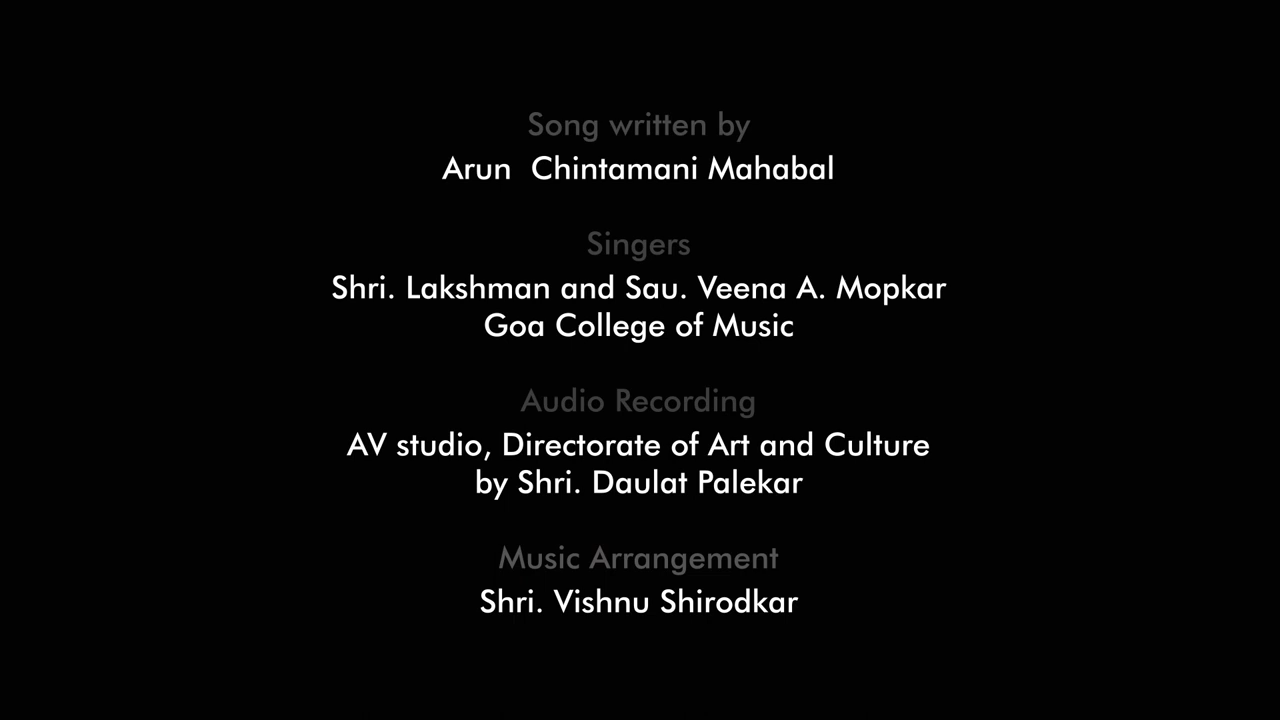 Song written by
Arun Chintamani Mahabal
Singers
Shri. Lakshman and Sau. Veena A. Mopkar
Goa College of Music
Audio Recording
AV studio, Directorate of Art and Culture
by Shri. Daulat Palekar
Music Arrangement
Shri. Vishnu Shirodkar